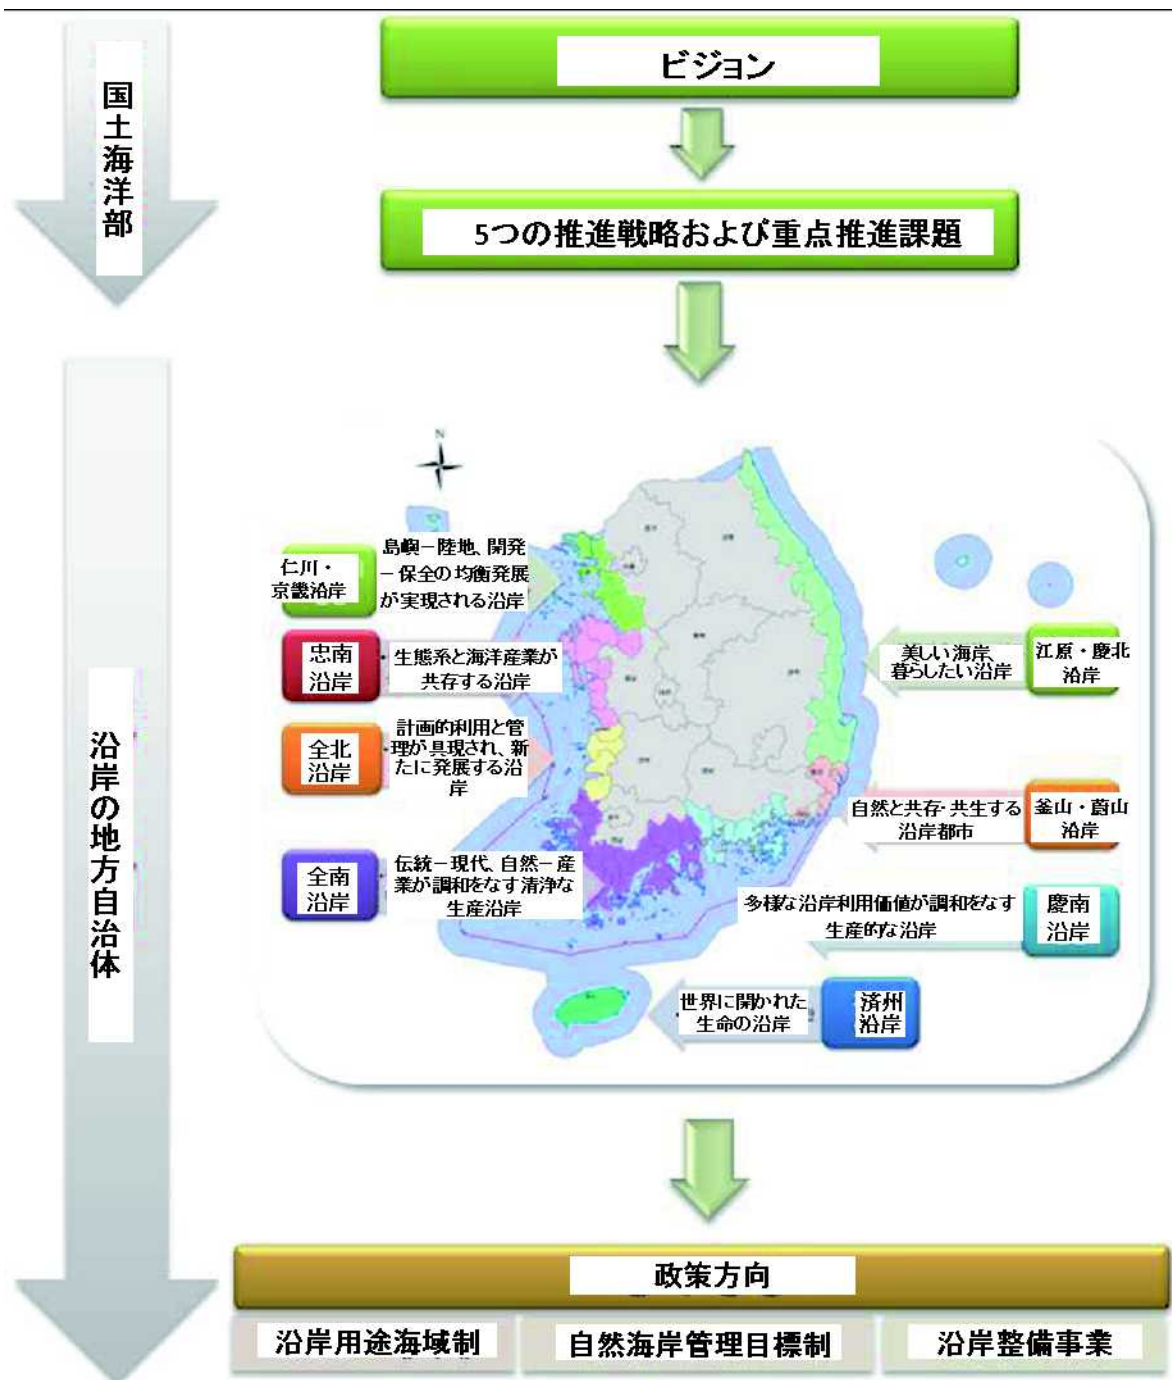 国土海洋部
ビジョン
5つの推進戦略および重点推進課題
沿岸の地方自治体
N
仁川・
京畿沿岸
島嶼－陸地、開発
－保全の均衡発展
が実現される沿岸
忠南
沿岸
生態系と海洋産業が
共存する沿岸
全北
沿岸
計画的利用と管
理が具現され、新
たに発展する沿
岸
全南
沿岸
伝統－現代、自然－産
業が調和をなす清浄な
生産沿岸
美しい海岸、
暮らしたい沿岸
江原・慶北
沿岸
自然と共存・共生する
沿岸都市
釜山・蔚山
沿岸
多様な沿岸利用価値が調和をなす
生産的な沿岸
慶南
沿岸
世界に開かれた
生命の沿岸
済州
沿岸
政策方向
沿岸用途海域制
自然海岸管理目標制
沿岸整備事業